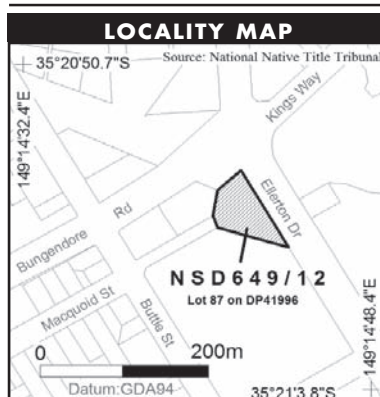 LOCALITY MAP
35°20'50.7"S
Source: National Native Title Tribunal
149°14'32.4"E
Kings Way
Ellerton Dr
Bungendore Rd
NSD649/12
Lot 87 on DP41996
Macquoid St
Buttle St
149°14'48.4"E
0 200m
Datum:GDA94
35°21'3.8"S